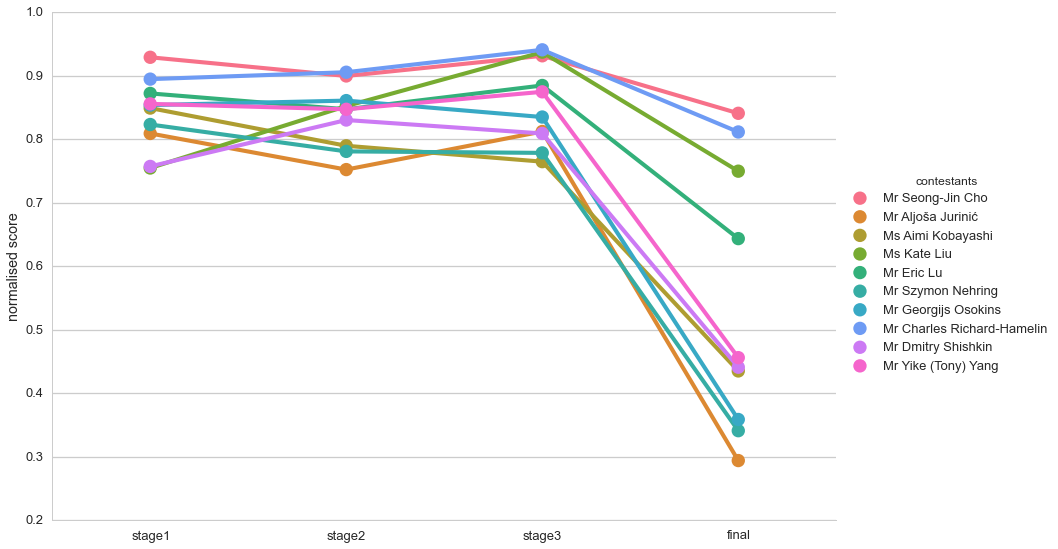 1.0
0.9
0.8
0.7
0.6
0.5
0.4
0.3
0.2
normalised score
stage1
stage2
stage3
final
contestants
Mr Seong-Jin Cho
Mr Aljoša Jurinić
Ms Aimi Kobayashi
Ms Kate Liu
Mr Eric Lu
Mr Szymon Nehring
Mr Georgijs Osokins
Mr Charles Richard-Hamelin
Mr Dmitry Shishkin
Mr Yike (Tony) Yang